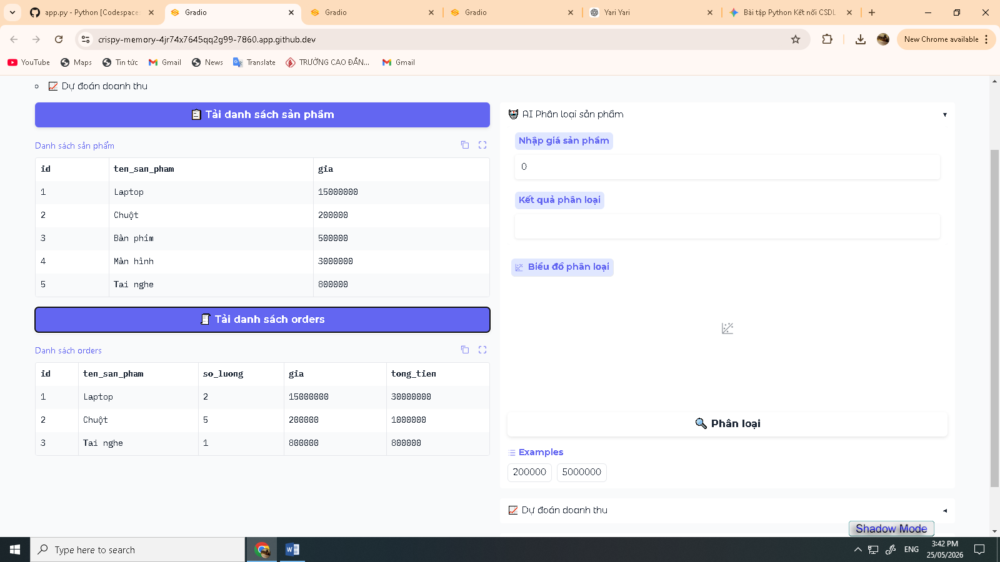 app.py - Python [Codespace
Gradio
Gradio
Gradio
Yari Yari
Bài tập Python Kết nối CSDL
crispy-memory-4jr74x7645qq2g99-7860.app.github.dev
New Chrome available
YouTube
Maps
Tin tức
Gmail
News
Translate
TRƯỜNG CAO ĐẲN...
Gmail
Dự đoán doanh thu
Tải danh sách sản phẩm
Danh sách sản phẩm
id ten_san_pham gia
1 Laptop 15000000
2 Chuột 200000
3 Bàn phím 500000
4 Màn hình 3000000
5 Tai nghe 800000
Tải danh sách orders
Danh sách orders
id ten_san_pham so_luong gia tong_tien
1 Laptop 2 15000000 30000000
2 Chuột 5 200000 1000000
3 Tai nghe 1 800000 800000
AI Phân loại sản phẩm
Nhập giá sản phẩm
0
Kết quả phân loại
Biểu đồ phân loại
Phân loại
Examples
200000 5000000
Dự đoán doanh thu
Shadow Mode
Type here to search
ENG
3:42 PM
25/05/2026